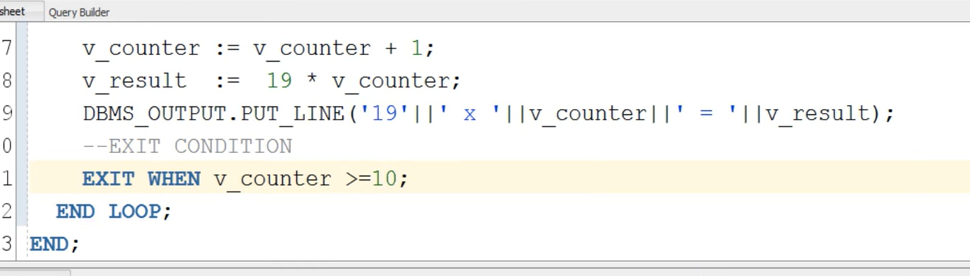 sheet Query Builder
7 v_counter := v_counter + 1;
8 v_result := 19 * v_counter;
9 DBMS_OUTPUT.PUT_LINE('19'||' x '||v_counter||' = '||v_result);
0 --EXIT CONDITION
1 EXIT WHEN v_counter >=10;
2 END LOOP;
3 END;